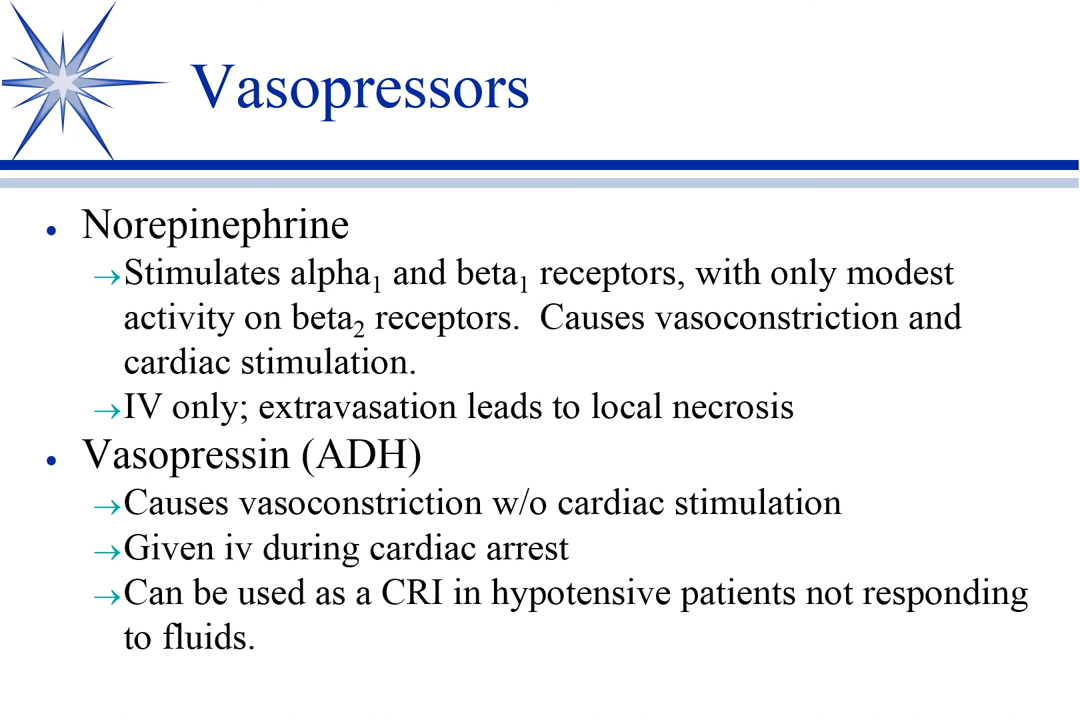 Vasopressors
• Norepinephrine
→Stimulates alpha₁ and beta₁ receptors, with only modest
activity on beta₂ receptors.  Causes vasoconstriction and
cardiac stimulation.
→IV only; extravasation leads to local necrosis
• Vasopressin (ADH)
→Causes vasoconstriction w/o cardiac stimulation
→Given iv during cardiac arrest
→Can be used as a CRI in hypotensive patients not responding
to fluids.